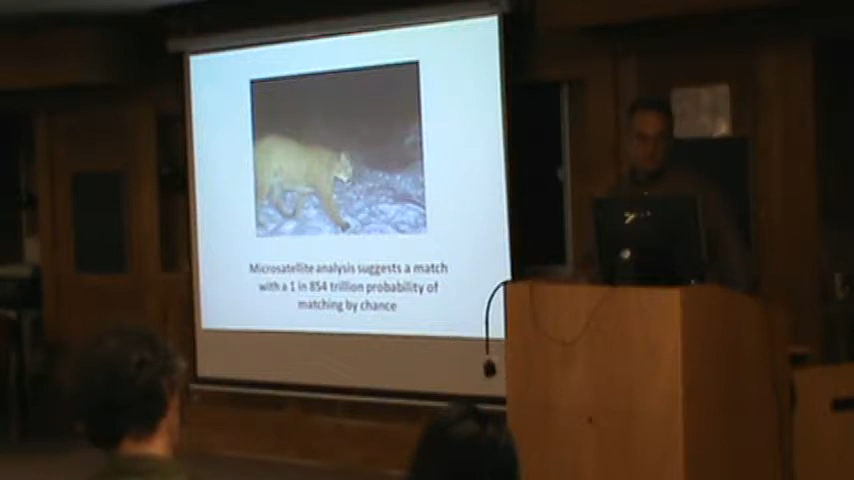 Microsatellite analysis suggests a match
with a 1 in 854 trillion probability of
matching by chance